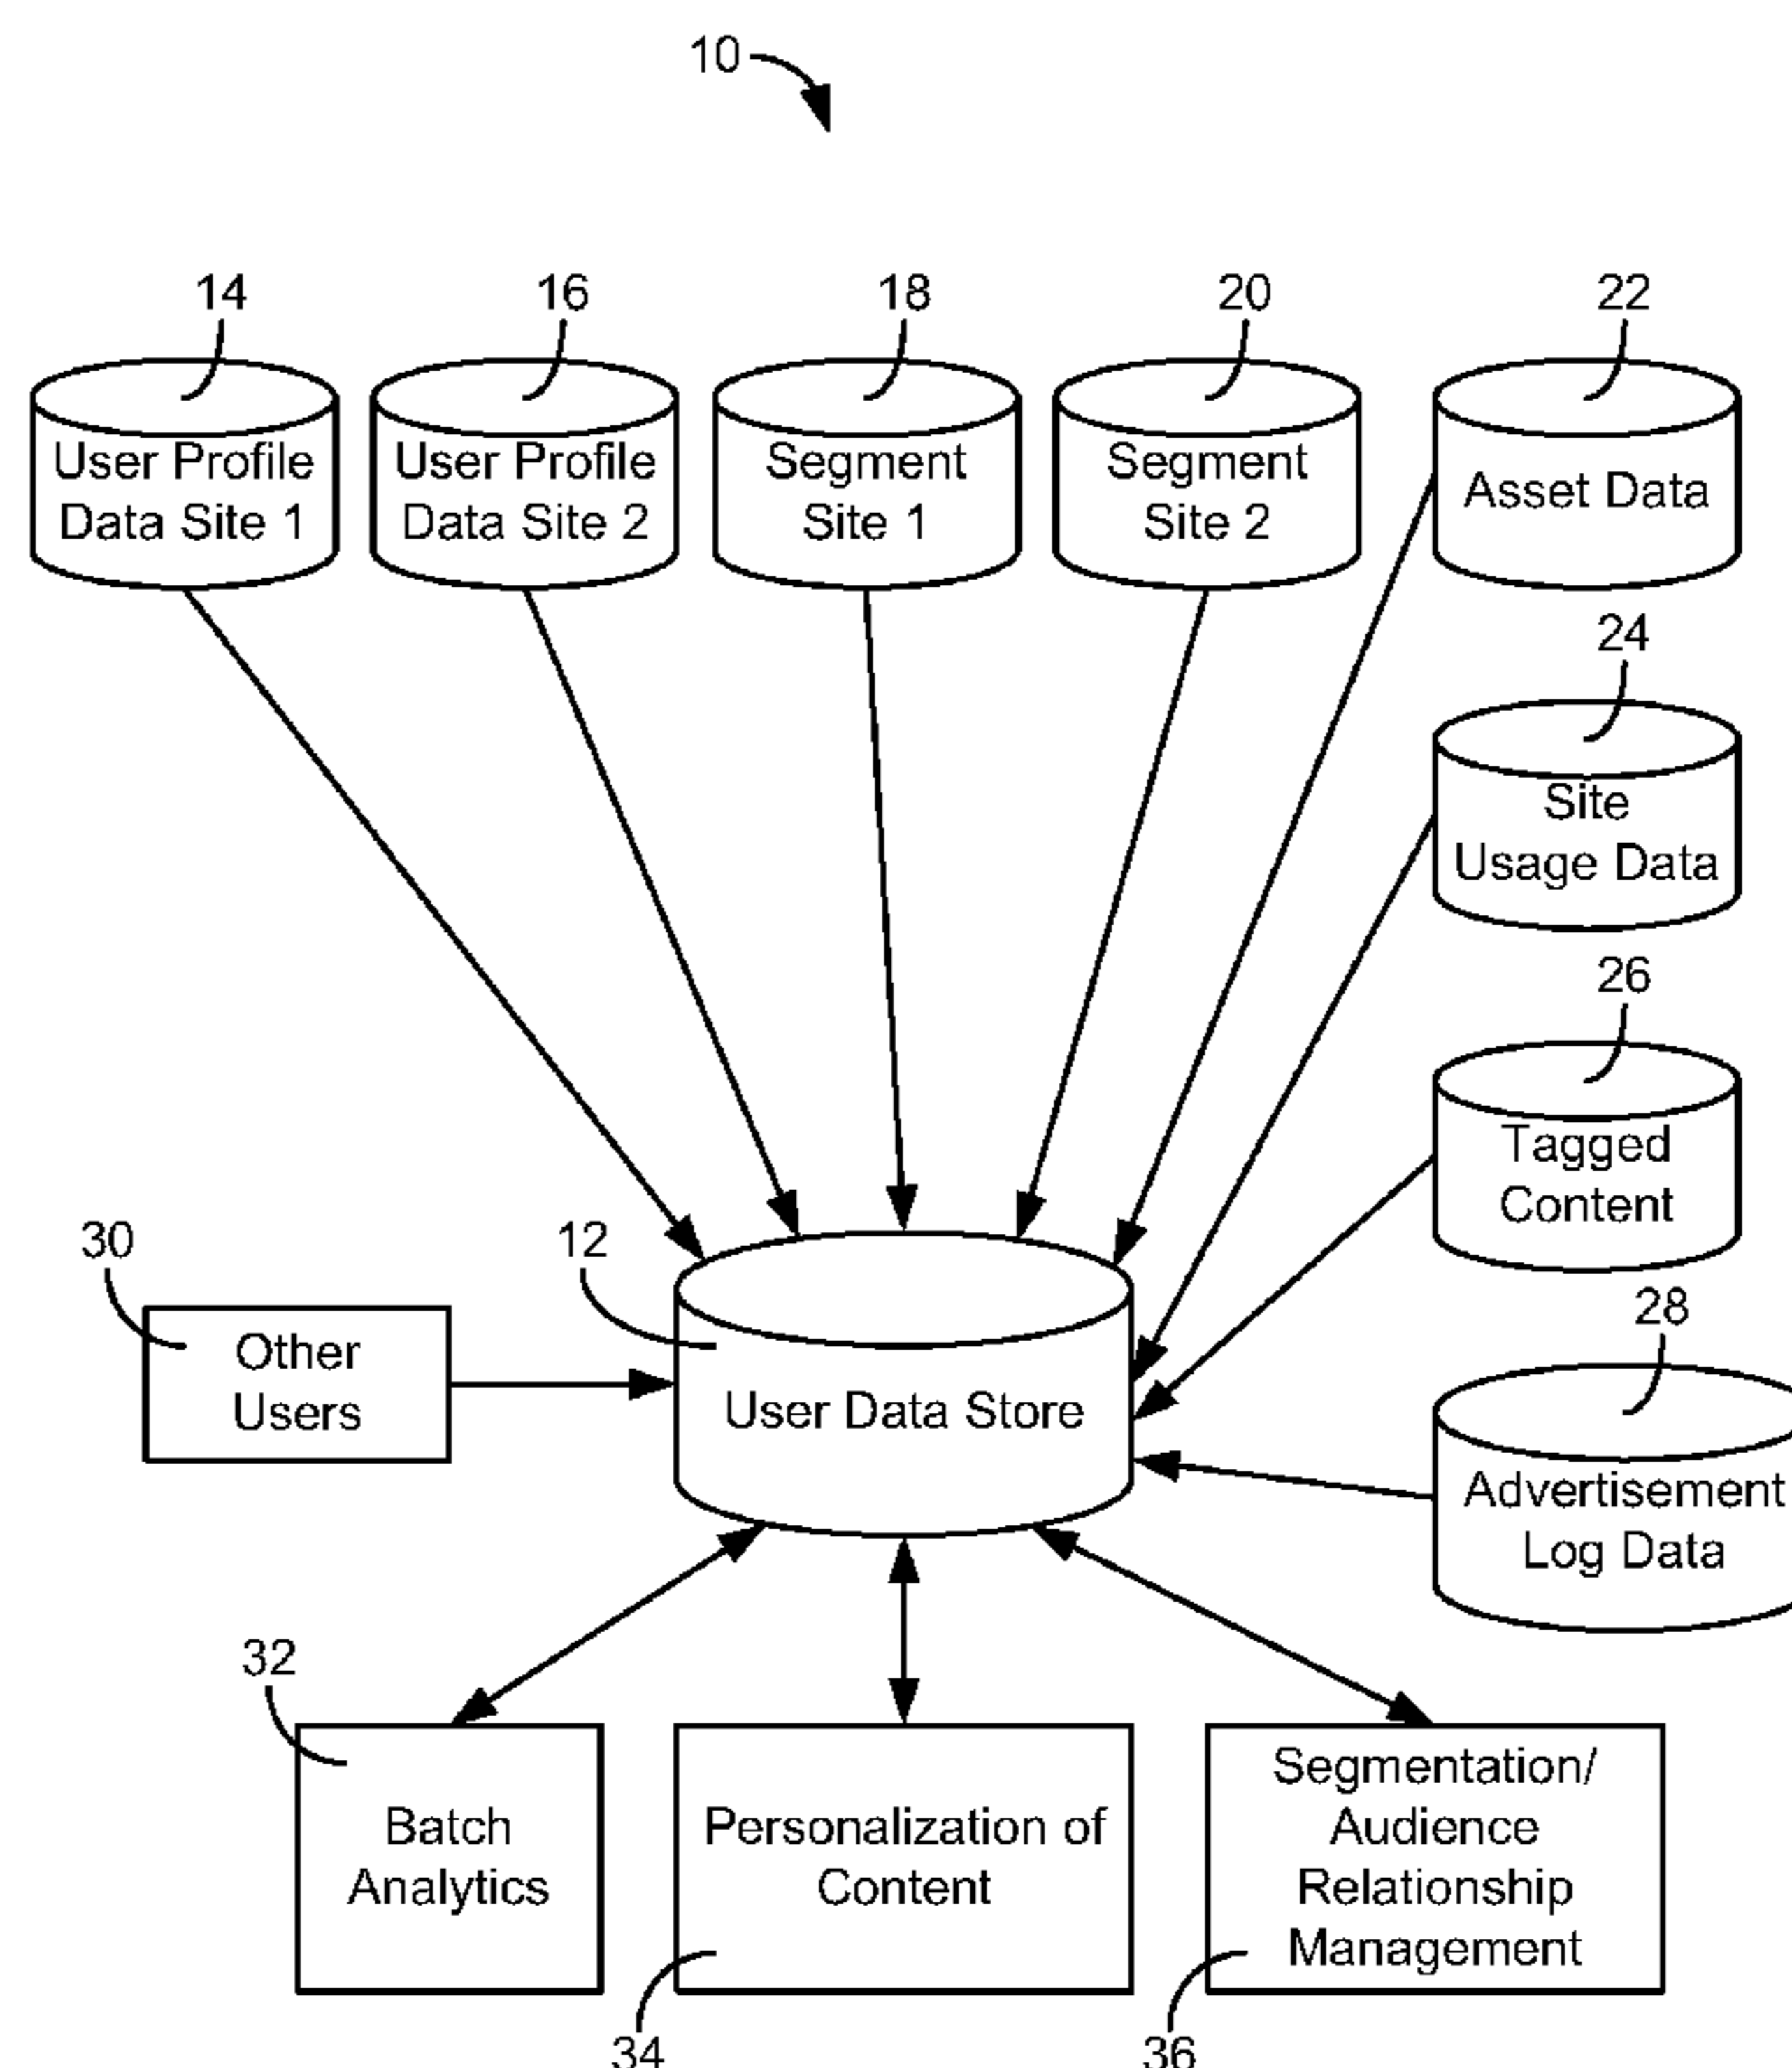 10
14
16
18
20
22
User Profile
Data Site 1
User Profile
Data Site 2
Segment
Site 1
Segment
Site 2
Asset Data
24
Site
Usage Data
26
Tagged
Content
30
12
28
Other
Users
User Data Store
Advertisement
Log Data
32
Batch
Analytics
Personalization of
Content
Segmentation/
Audience
Relationship
Management
34
36